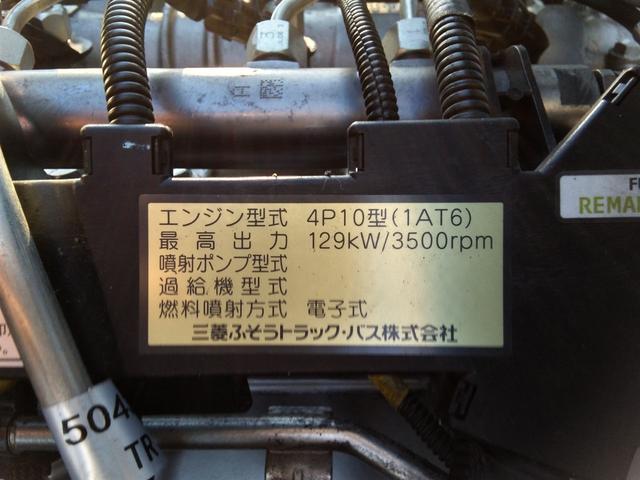 エンジン型式 4P10型(1AT6)
最高出力 129kW/3500rpm
噴射ポンプ型式
過給機型式
燃料噴射方式 電子式
三菱ふそうトラック・バス株式会社
REMAN
504
TR